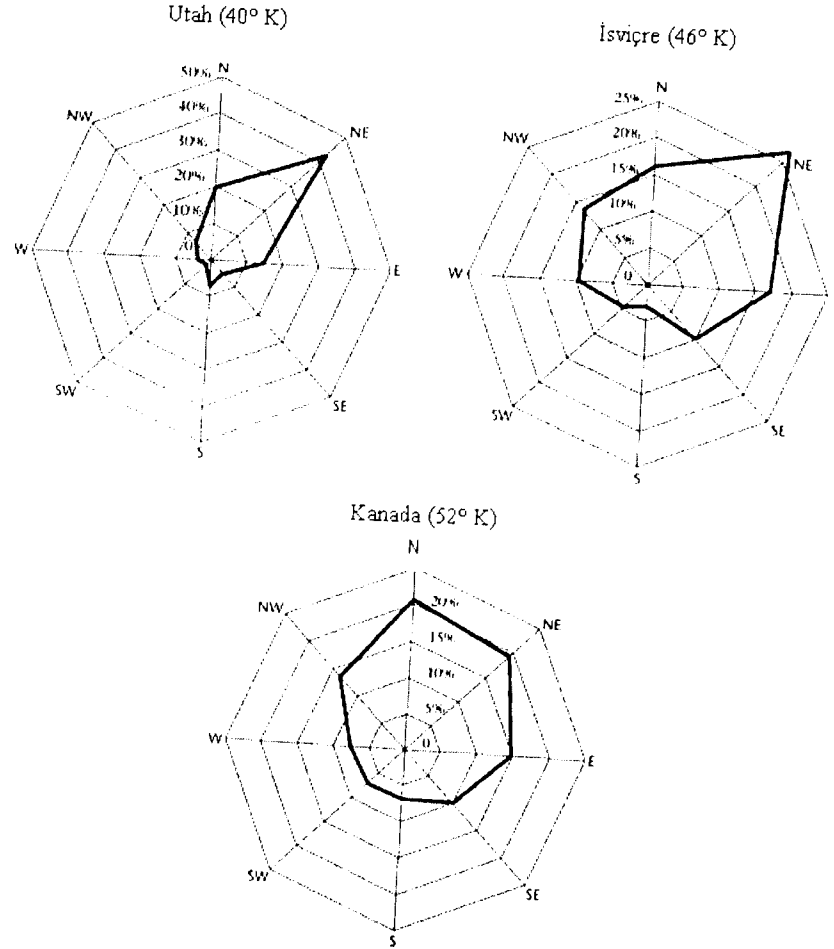 Utah (40° K)
50%
N
40%
30%
20%
10%
0
NE
E
SE
S
SW
W
NW
İsviçre (46° K)
25%
N
20%
15%
10%
5%
0
NE
SE
S
SW
W
NW
Kanada (52° K)
N
20%
15%
10%
5%
0
NE
E
SE
S
SW
W
NW